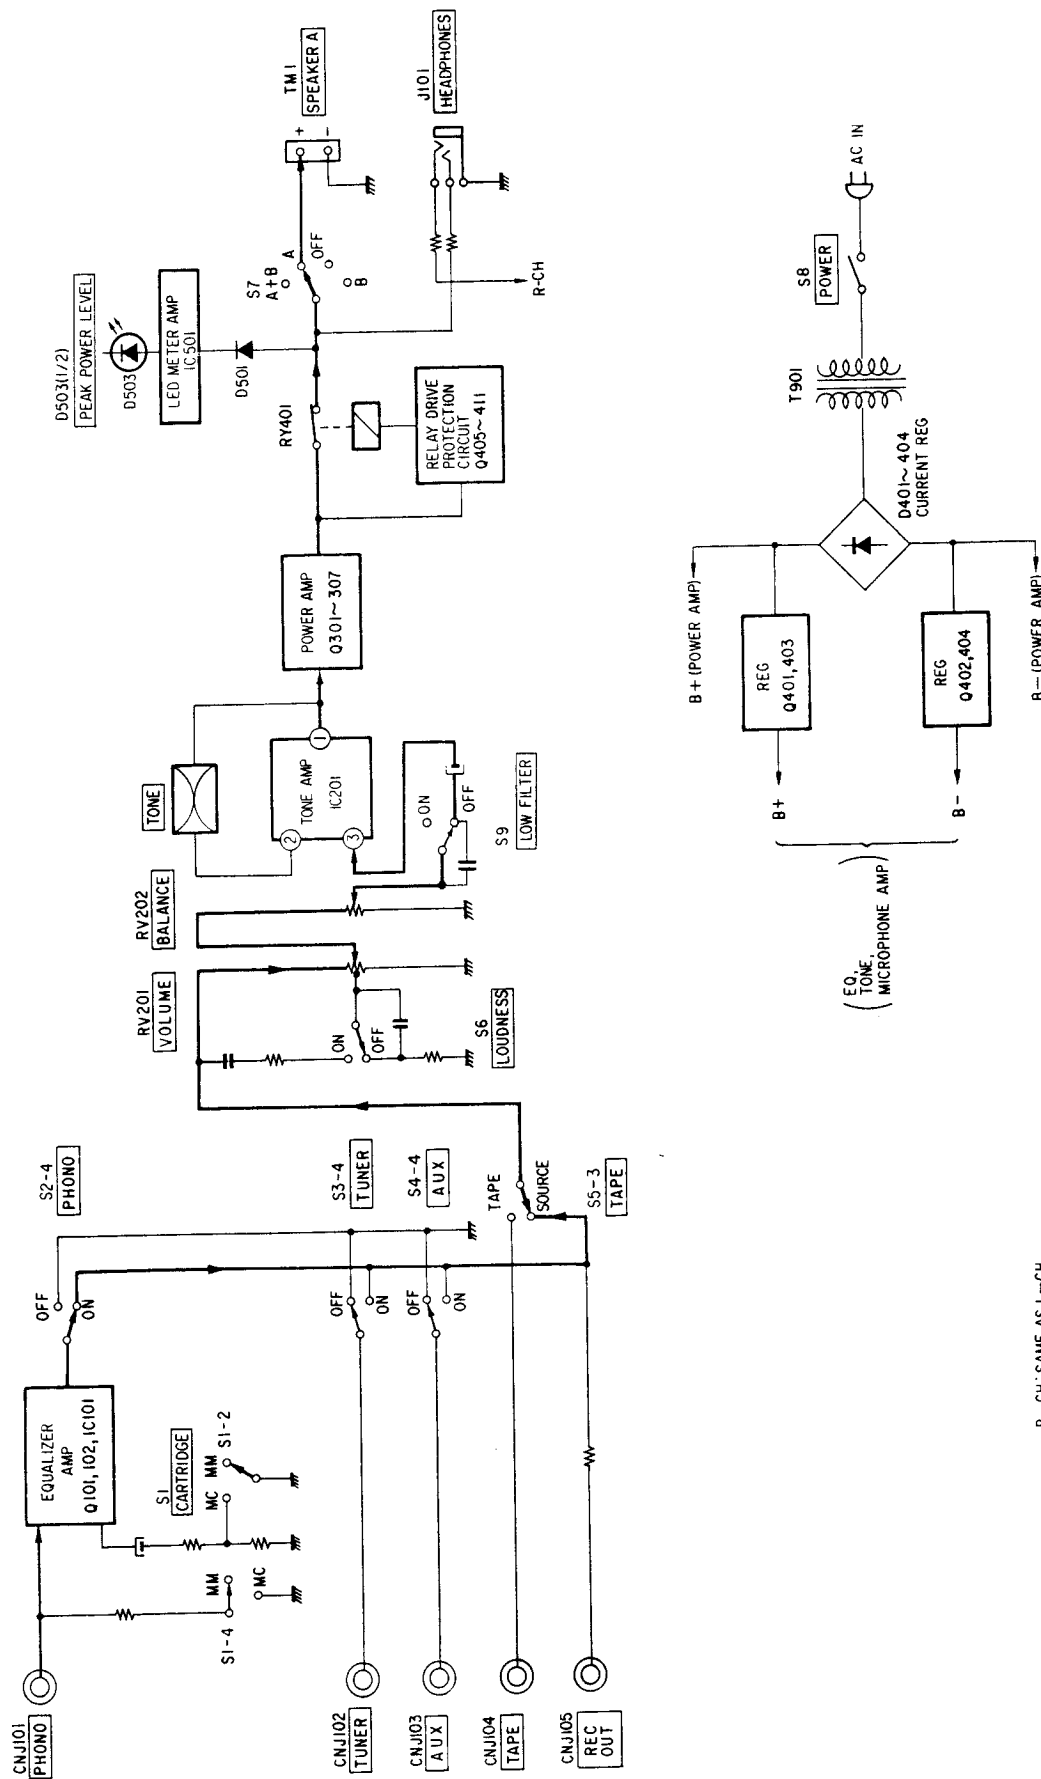 CNJ101
PHONO
CNJ102
TUNER
CNJ103
AUX
CNJ104
TAPE
CNJ105
REC
OUT
S1-4
MM
MC
S1
CARTRIDGE
MC
MM
S1-2
EQUALIZER
AMP
Q101, 102, IC101
OFF
ON
S2-4
PHONO
OFF
ON
S3-4
TUNER
OFF
ON
S4-4
AUX
TAPE
SOURCE
S5-3
TAPE
RV201
VOLUME
ON
OFF
S6
LOUDNESS
RV202
BALANCE
TONE
TONE AMP
IC201
1
2
3
ON
OFF
S9
LOW FILTER
POWER AMP
Q301~307
RELAY DRIVE
PROTECTION
CIRCUIT
Q405~411
RY401
D503(1/2)
PEAK POWER LEVEL
D503
LED METER AMP
IC501
D501
S7
A+B
A
OFF
B
TM1
SPEAKER A
+
-
J101
HEADPHONES
R-CH
(EQ,
TONE,
MICROPHONE AMP)
B+
B-
REG
Q401,403
REG
Q402,404
B+(POWER AMP)
B-(POWER AMP)
D401~404
CURRENT REG
T901
S8
POWER
AC IN